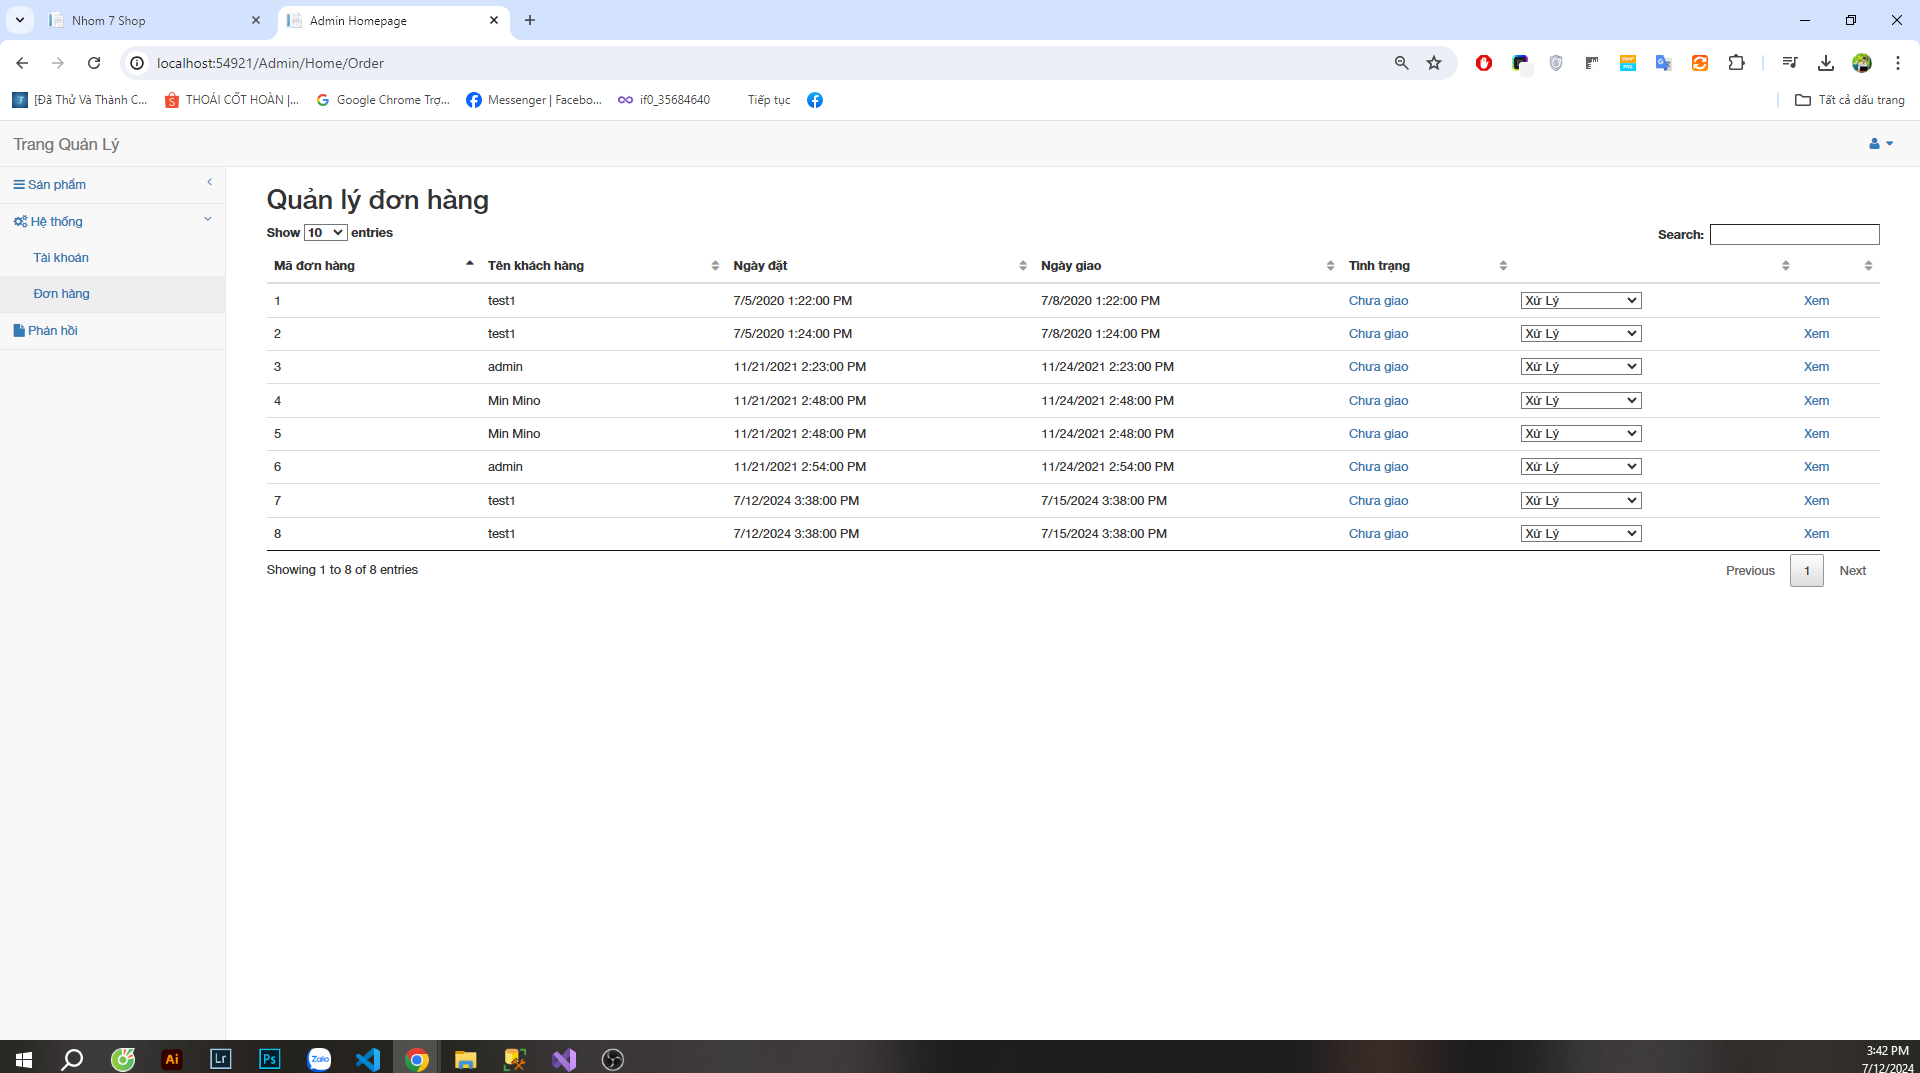 Nhom 7 Shop
Admin Homepage
localhost:54921/Admin/Home/Order
[Đã Thử Và Thành C...
THOÁI CỐT HOÀN |...
Google Chrome Trợ...
Messenger | Facebo...
if0_35684640
Tiếp tục
Tất cả dấu trang
Trang Quản Lý
Sản phẩm
Hệ thống
Tài khoản
Đơn hàng
Phản hồi
Quản lý đơn hàng
Show 10 entries
Search:
Mã đơn hàng Tên khách hàng Ngày đặt Ngày giao Tình trạng
1 test1 7/5/2020 1:22:00 PM 7/8/2020 1:22:00 PM Chưa giao Xử Lý Xem
2 test1 7/5/2020 1:24:00 PM 7/8/2020 1:24:00 PM Chưa giao Xử Lý Xem
3 admin 11/21/2021 2:23:00 PM 11/24/2021 2:23:00 PM Chưa giao Xử Lý Xem
4 Min Mino 11/21/2021 2:48:00 PM 11/24/2021 2:48:00 PM Chưa giao Xử Lý Xem
5 Min Mino 11/21/2021 2:48:00 PM 11/24/2021 2:48:00 PM Chưa giao Xử Lý Xem
6 admin 11/21/2021 2:54:00 PM 11/24/2021 2:54:00 PM Chưa giao Xử Lý Xem
7 test1 7/12/2024 3:38:00 PM 7/15/2024 3:38:00 PM Chưa giao Xử Lý Xem
8 test1 7/12/2024 3:38:00 PM 7/15/2024 3:38:00 PM Chưa giao Xử Lý Xem
Showing 1 to 8 of 8 entries
Previous 1 Next
Ai
Lr
Ps
Zalo
3:42 PM
7/12/2024